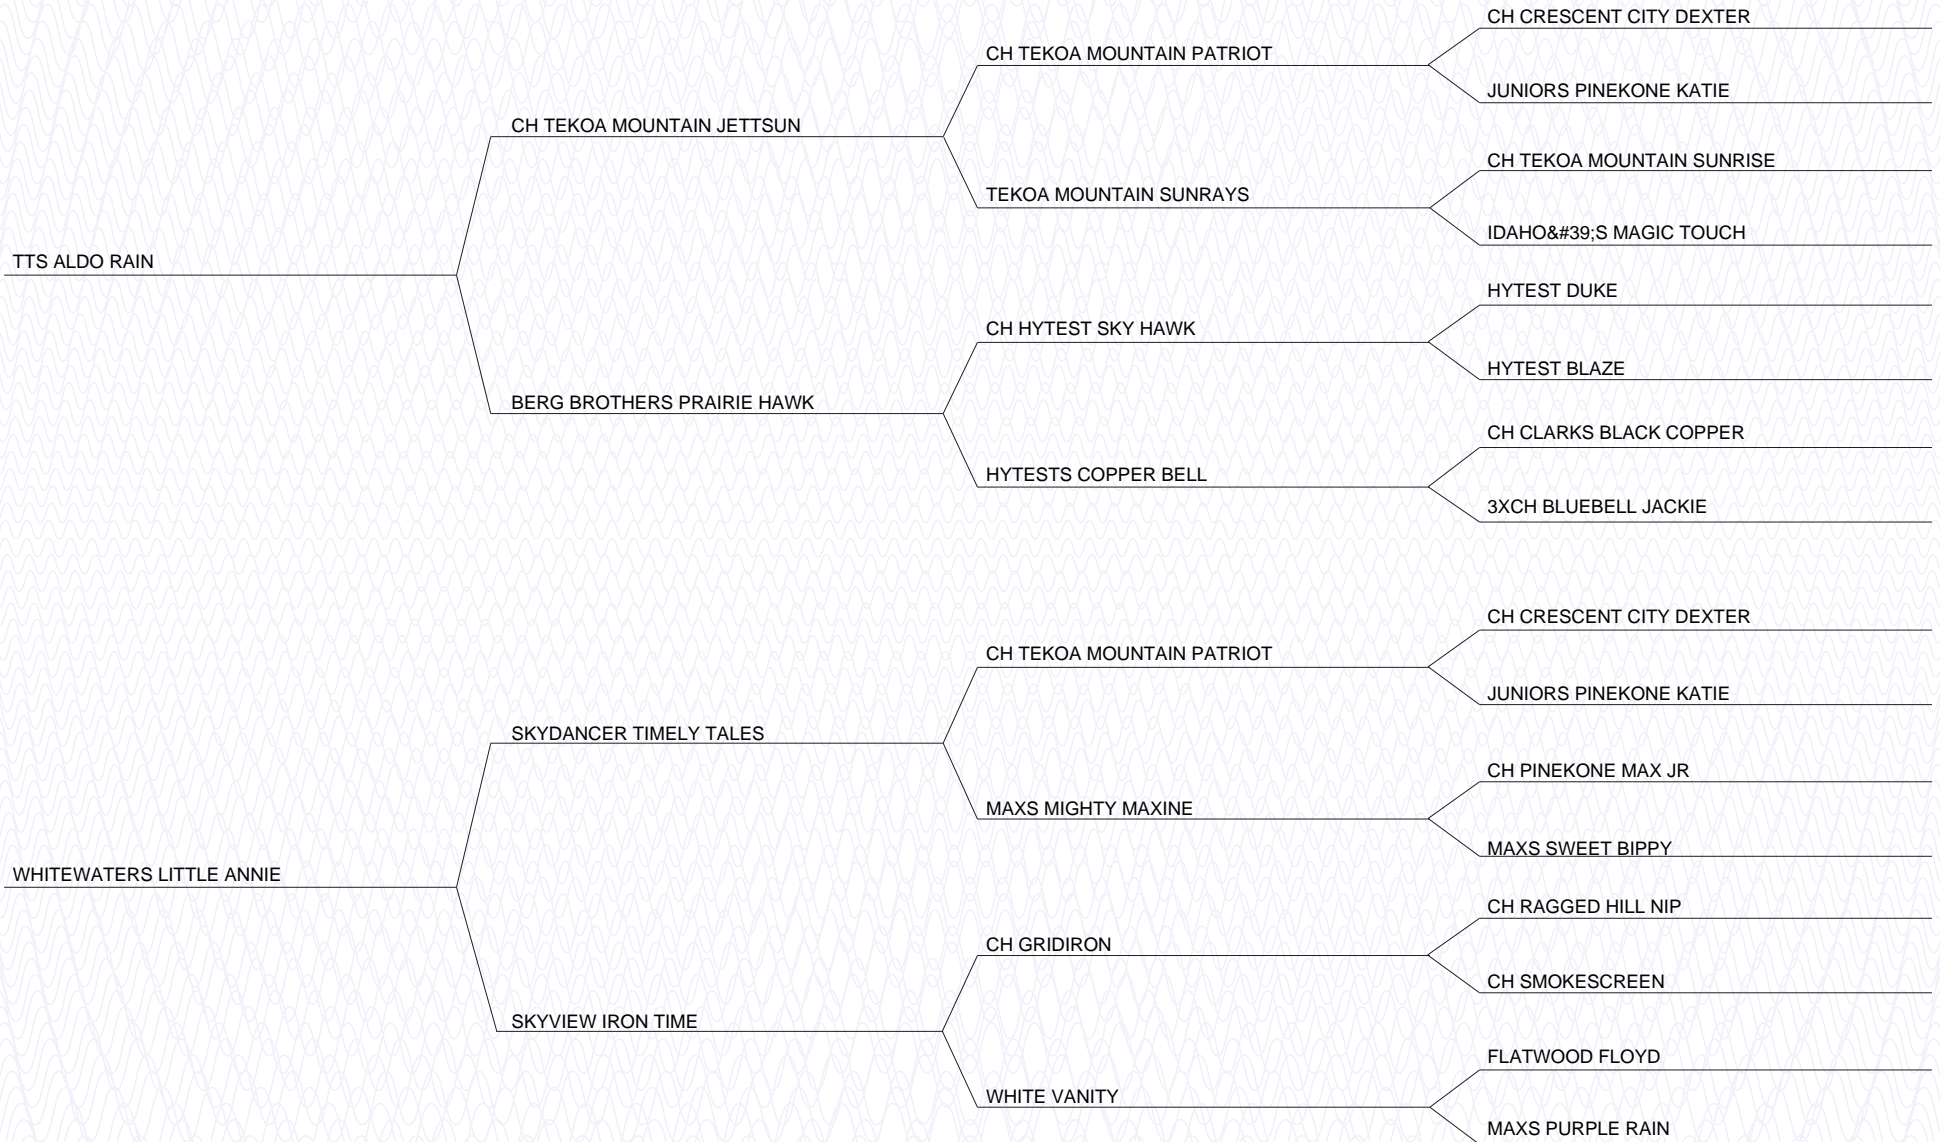 CH CRESCENT CITY DEXTER
CH TEKOA MOUNTAIN PATRIOT
JUNIORS PINEKONE KATIE
CH TEKOA MOUNTAIN JETTSUN
CH TEKOA MOUNTAIN SUNRISE
TEKOA MOUNTAIN SUNRAYS
IDAHO&#39;S MAGIC TOUCH
TTS ALDO RAIN
HYTEST DUKE
CH HYTEST SKY HAWK
HYTEST BLAZE
BERG BROTHERS PRAIRIE HAWK
CH CLARKS BLACK COPPER
HYTESTS COPPER BELL
3XCH BLUEBELL JACKIE
CH CRESCENT CITY DEXTER
CH TEKOA MOUNTAIN PATRIOT
JUNIORS PINEKONE KATIE
SKYDANCER TIMELY TALES
CH PINEKONE MAX JR
MAXS MIGHTY MAXINE
MAXS SWEET BIPPY
WHITEWATERS LITTLE ANNIE
CH RAGGED HILL NIP
CH GRIDIRON
CH SMOKESCREEN
SKYVIEW IRON TIME
FLATWOOD FLOYD
WHITE VANITY
MAXS PURPLE RAIN